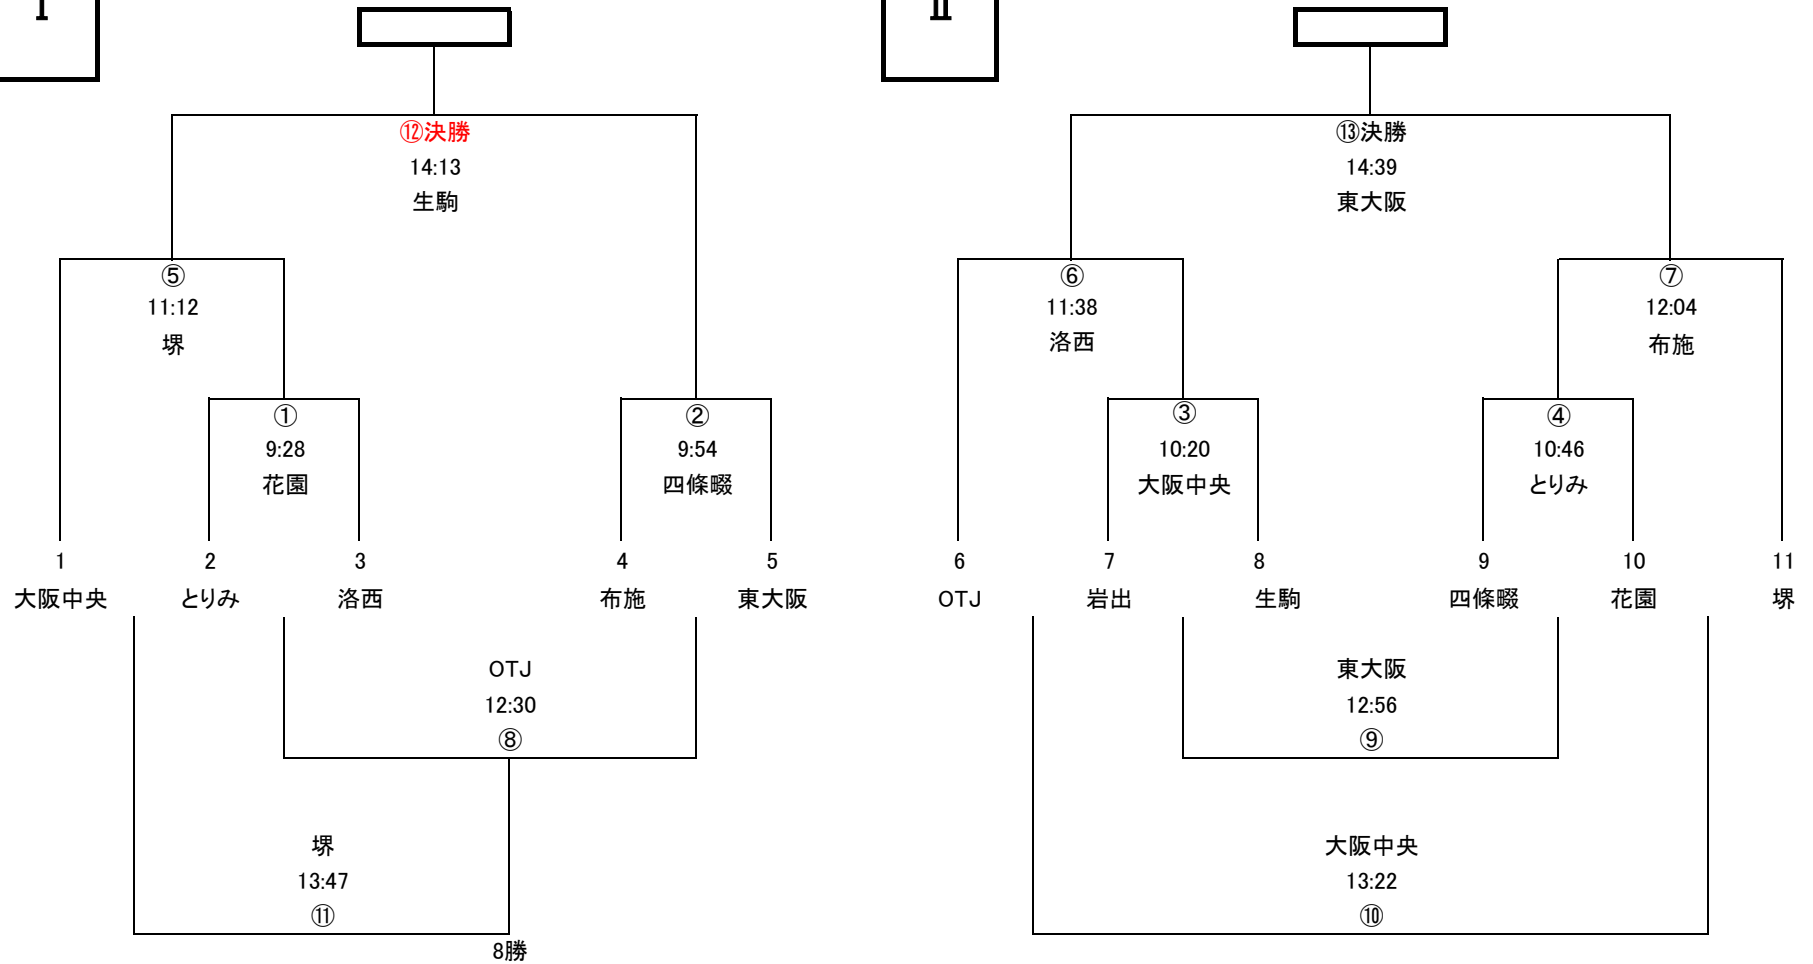 Ⅰ
Ⅱ
⑫決勝
14:13
生駒
⑬決勝
14:39
東大阪
⑤
11:12
堺
⑥
11:38
洛西
⑦
12:04
布施
①
9:28
花園
②
9:54
四條畷
③
10:20
大阪中央
④
10:46
とりみ
1 2 3 4 5 6 7 8 9 10 11
大阪中央 とりみ 洛西 布施 東大阪 OTJ 岩出 生駒 四條畷 花園 堺
OTJ
12:30
⑧
東大阪
12:56
⑨
堺
13:47
⑪
8勝
大阪中央
13:22
⑩